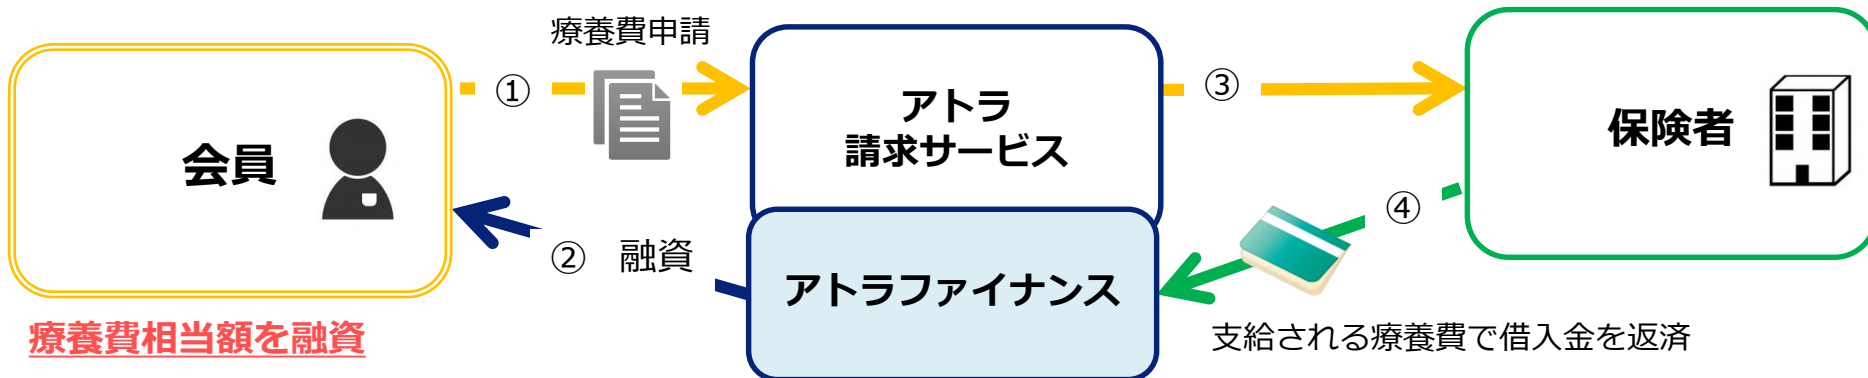 療養費申請
①
アトラ
請求サービス
③
保険者
会員
④
② 融資
アトラファイナンス
療養費相当額を融資
支給される療養費で借入金を返済